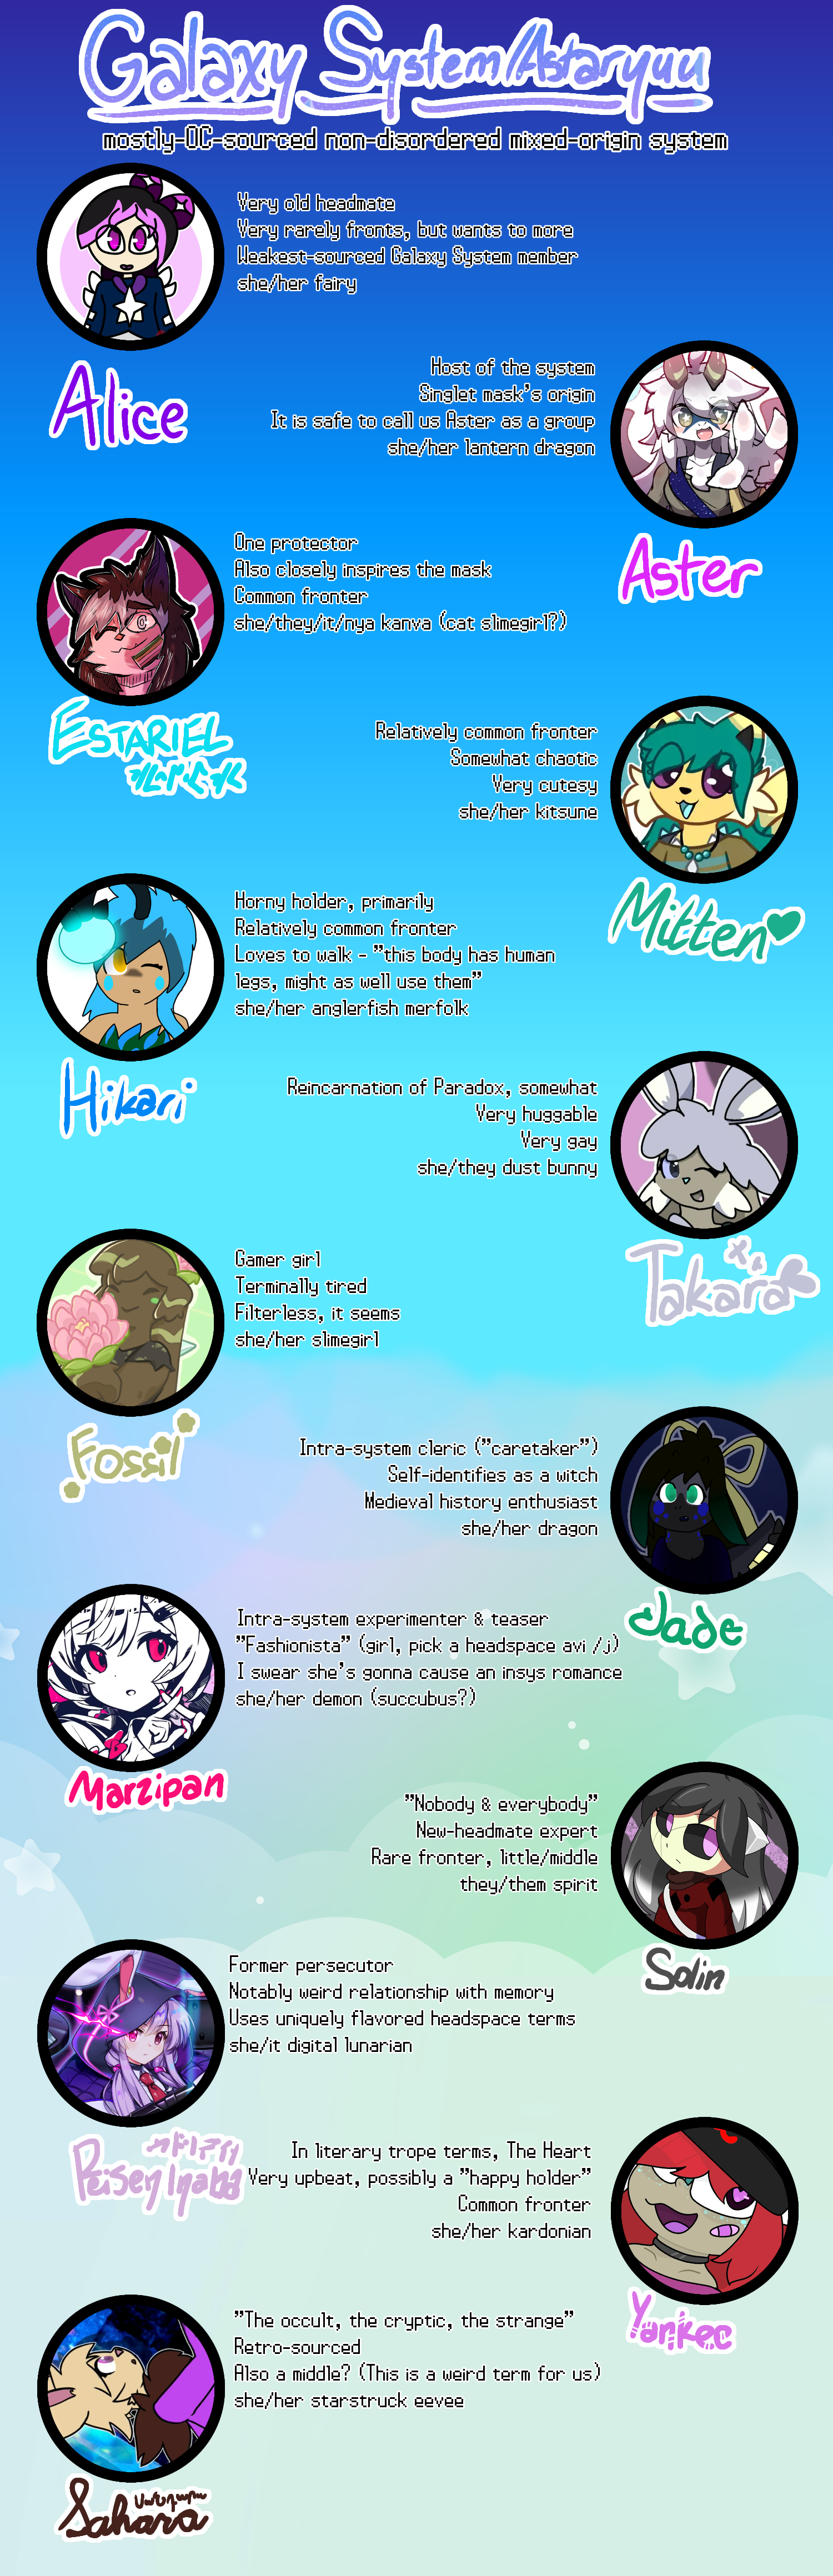 Galaxy System Astaryuu
mostly-OC-sourced non-disordered mixed-origin system
Very old headmate
Very rarely fronts, but wants to more
Weakest-sourced Galaxy System member
she/her fairy
Alice
Host of the system
Singlet mask's origin
It is safe to call us Aster as a group
she/her lantern dragon
Aster
One protector
Also closely inspires the mask
Common fronter
she/they/it/nya kanva (cat slimegirl?)
ESTARIEL
Relatively common fronter
Somewhat chaotic
Very cutesy
she/her kitsune
Mitten
Horny holder, primarily
Relatively common fronter
Loves to walk - "this body has human
legs, might as well use them"
she/her anglerfish merfolk
Hikari
Reincarnation of Paradox, somewhat
Very huggable
Very gay
she/they dust bunny
Takara
Gamer girl
Terminally tired
Filterless, it seems
she/her slimegirl
Fossil
Intra-system cleric ("caretaker")
Self-identifies as a witch
Medieval history enthusiast
she/her dragon
Jade
Intra-system experimenter & teaser
"Fashionista" (girl, pick a headspace avi /j)
I swear she's gonna cause an insys romance
she/her demon (succubus?)
Marzipan
"Nobody & everybody"
New-headmate expert
Rare fronter, little/middle
they/them spirit
Solin
Former persecutor
Notably weird relationship with memory
Uses uniquely flavored headspace terms
she/it digital lunarian
Reisen Inaba
In literary trope terms, The Heart
Very upbeat, possibly a "happy holder"
Common fronter
she/her kardonian
Yankee
"The occult, the cryptic, the strange"
Retro-sourced
Also a middle? (This is a weird term for us)
she/her starstruck eevee
Sahara